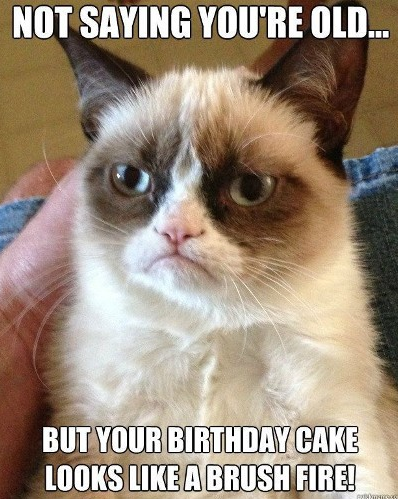 NOT SAYING YOU'RE OLD...
BUT YOUR BIRTHDAY CAKE
LOOKS LIKE A BRUSH FIRE!